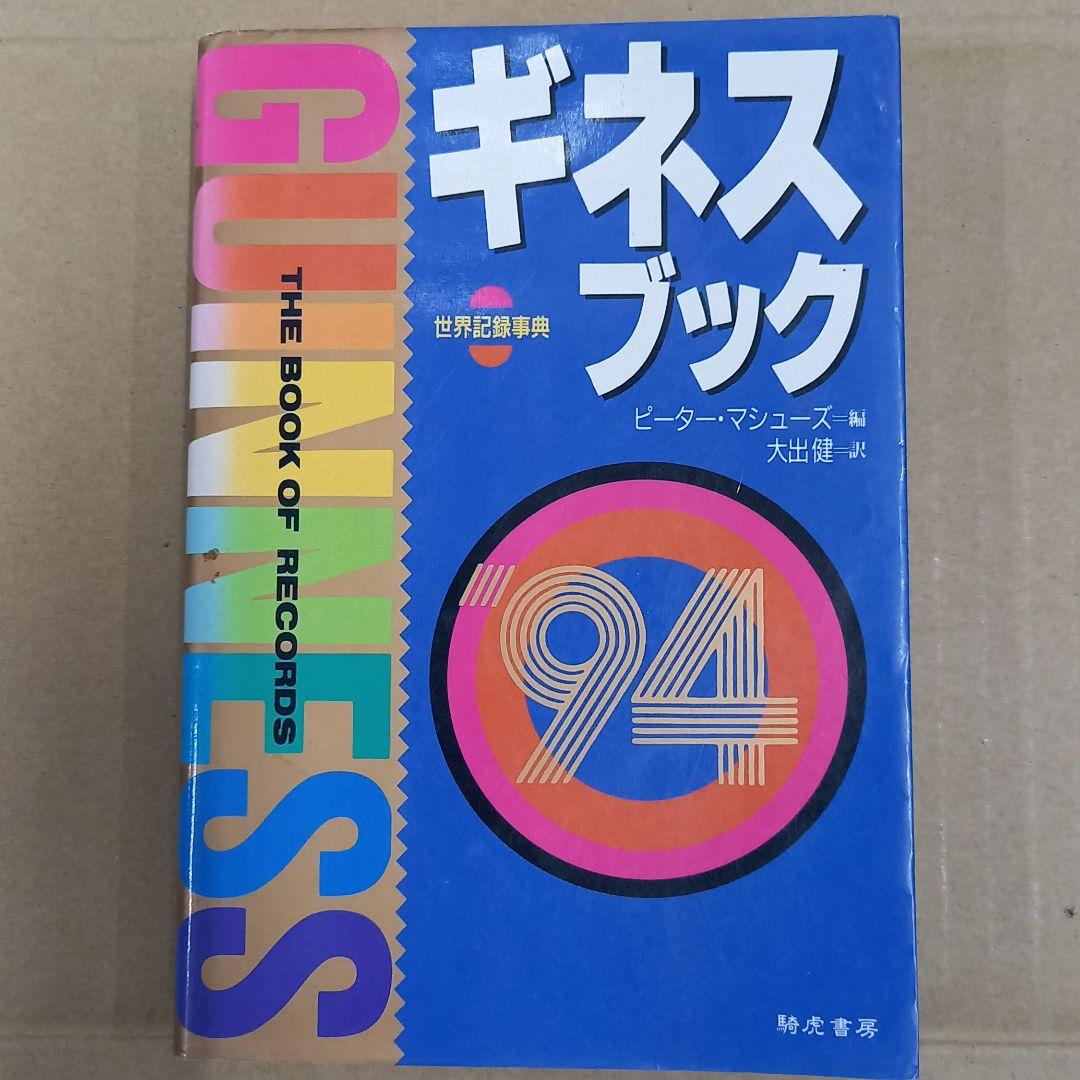 GUINNESS
THE BOOK OF RECORDS
ギネス
ブック
世界記録事典
ピーター・マシューズ=編
大出健=訳
'94
騎虎書房